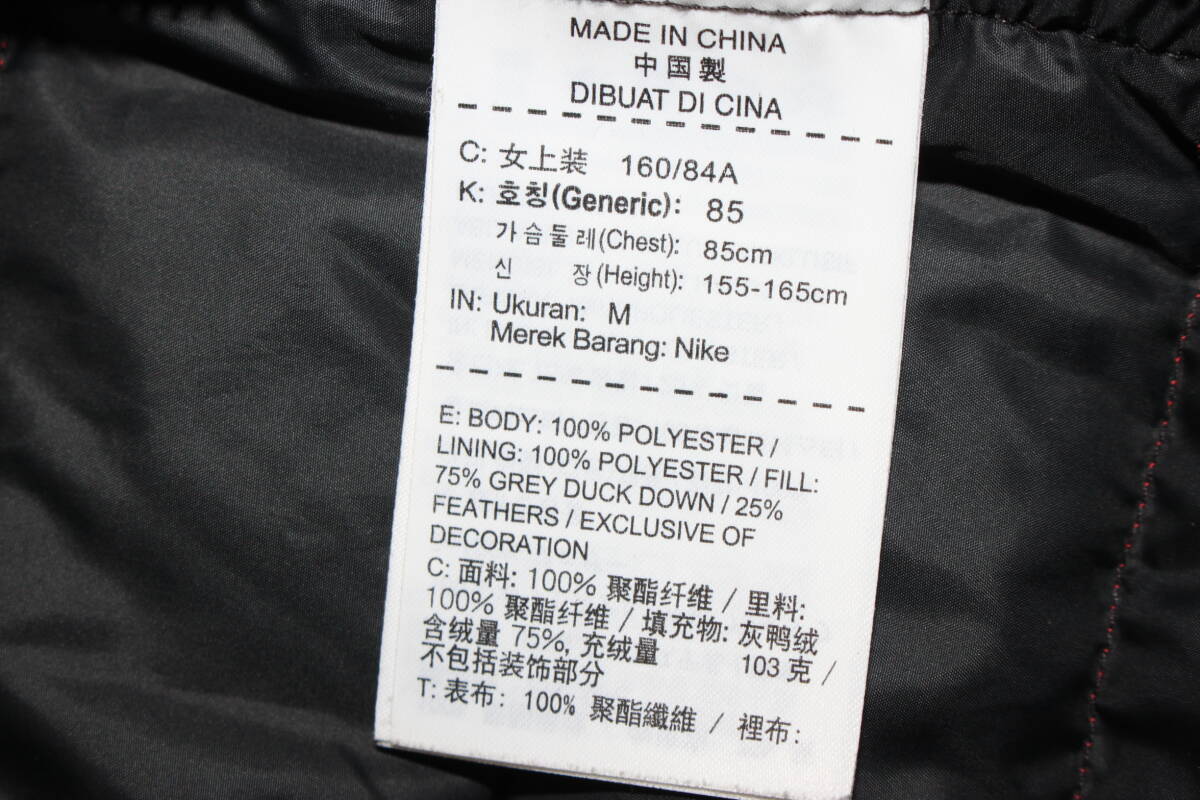 MADE IN CHINA
中国製
DIBUAT DI CINA
C: 女上装 160/84A
K: 호칭(Generic): 85
가슴둘레(Chest): 85cm
신 장(Height): 155-165cm
IN: Ukuran: M
Merek Barang: Nike
E: BODY: 100% POLYESTER /
LINING: 100% POLYESTER / FILL:
75% GREY DUCK DOWN / 25%
FEATHERS / EXCLUSIVE OF
DECORATION
C: 面料: 100% 聚酯纤维 / 里料:
100% 聚酯纤维 / 填充物: 灰鸭绒
含绒量 75%, 充绒量 103 克 /
不包括装饰部分
T: 表布: 100% 聚酯纖維 / 裡布: